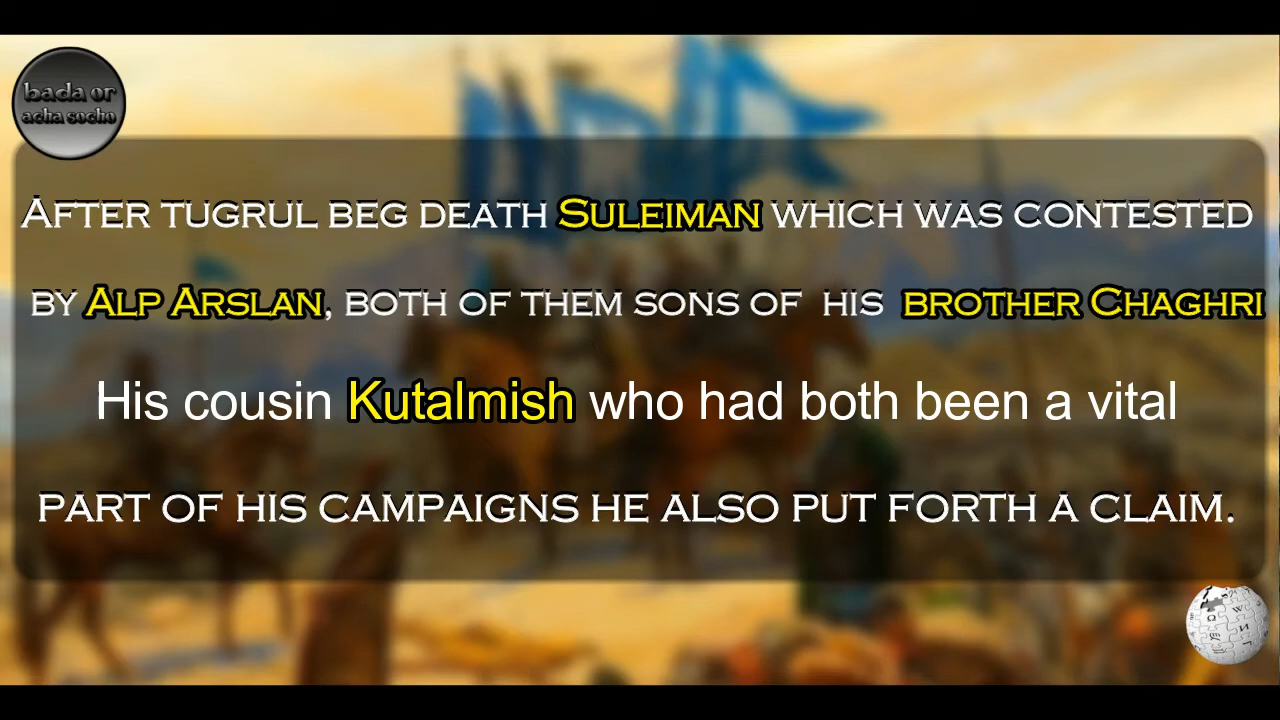 bada or
acha socho
AFTER TUGRUL BEG DEATH SULEIMAN WHICH WAS CONTESTED
BY ALP ARSLAN, BOTH OF THEM SONS OF HIS BROTHER CHAGHRI
His cousin Kutalmish who had both been a vital
PART OF HIS CAMPAIGNS HE ALSO PUT FORTH A CLAIM.